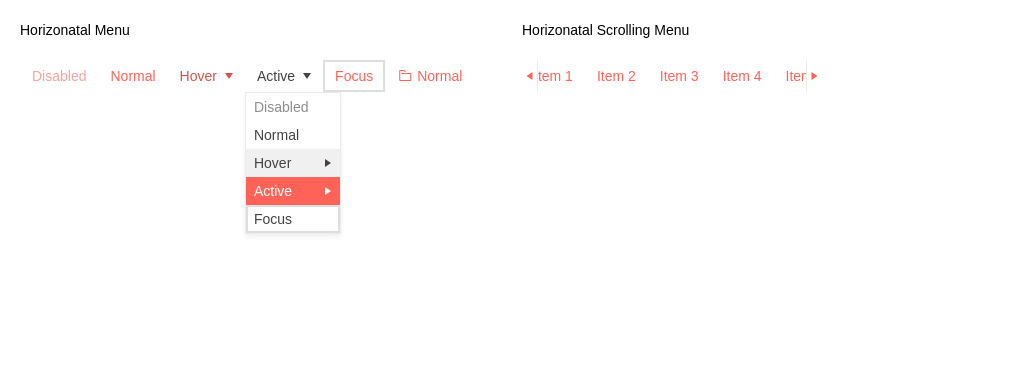 Horizonatal Menu
Disabled Normal Hover Active Focus Normal
Disabled
Normal
Hover
Active
Focus
Horizonatal Scrolling Menu
tem 1 Item 2 Item 3 Item 4 Iter